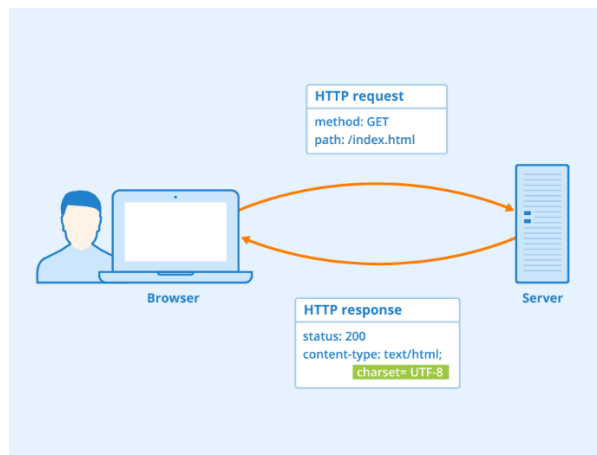 HTTP request
method: GET
path: /index.html
Browser
Server
HTTP response
status: 200
content-type: text/html;
charset= UTF-8